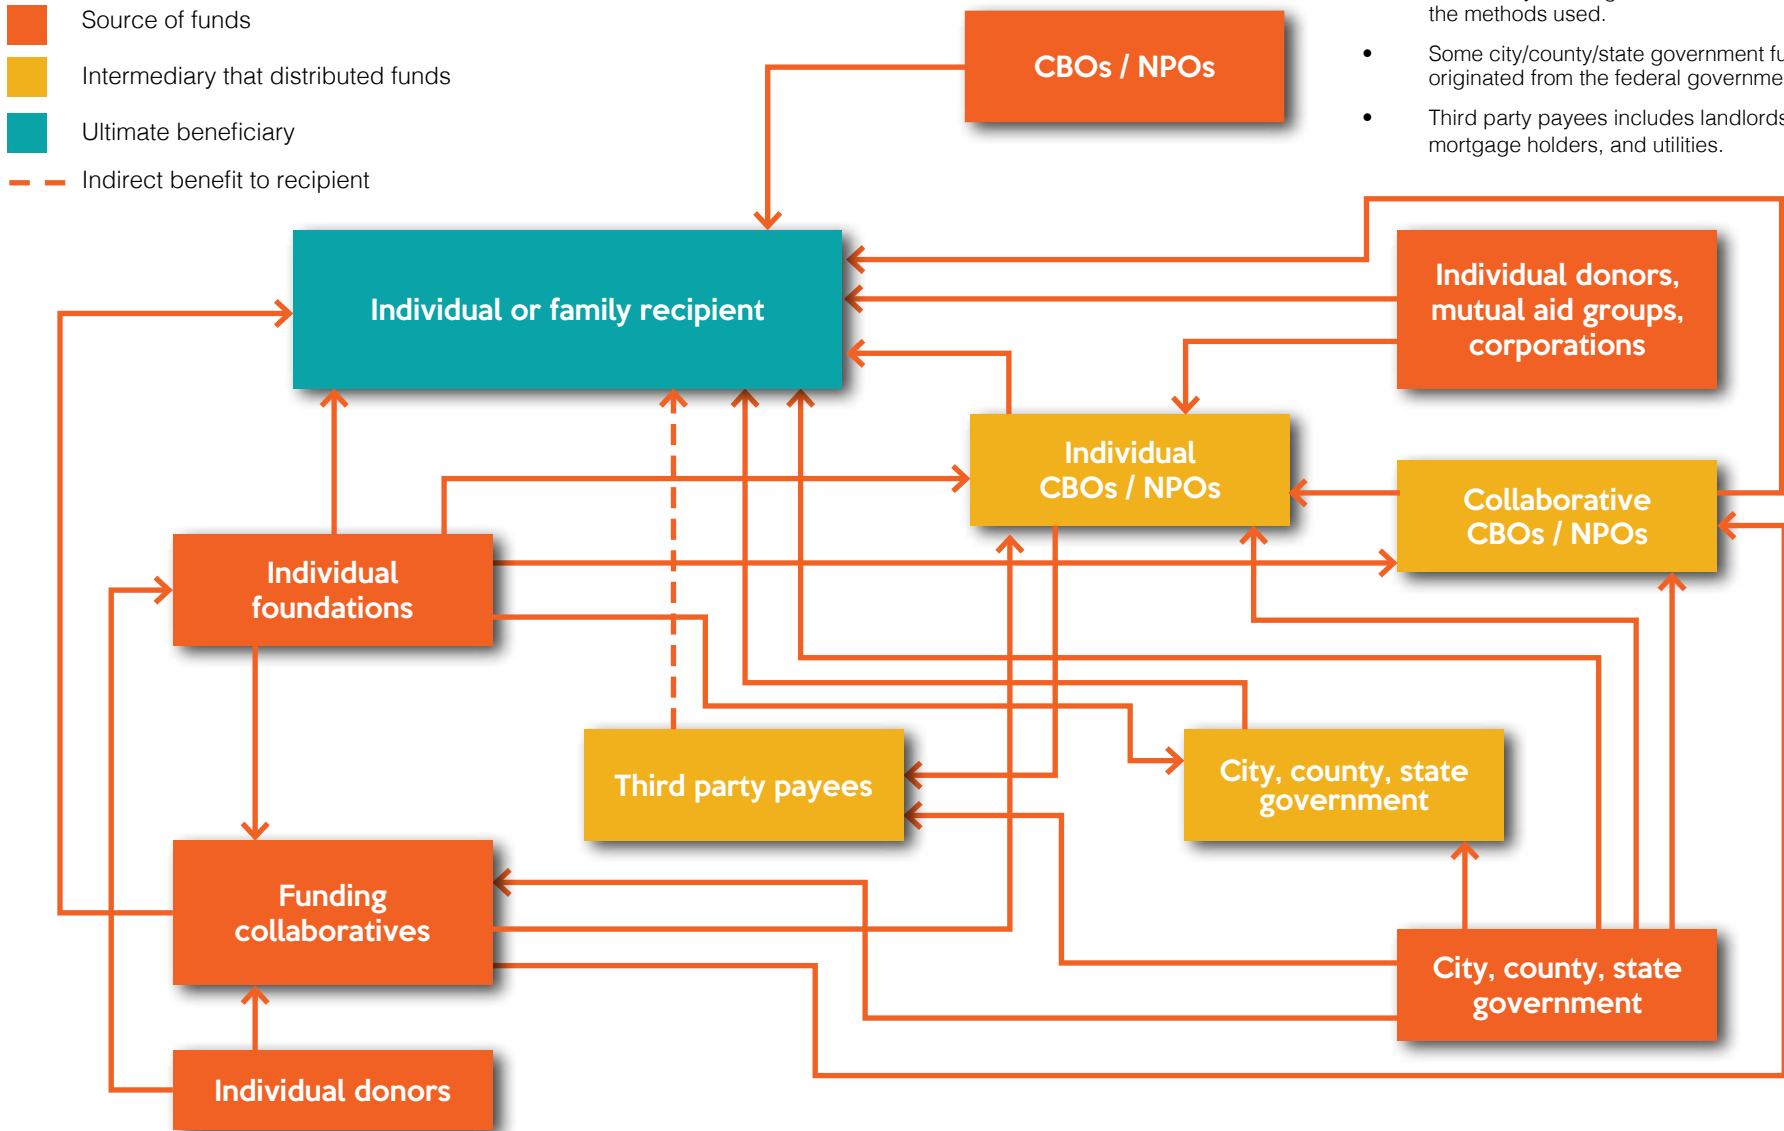 Source of funds
Intermediary that distributed funds
Ultimate beneficiary
Indirect benefit to recipient
CBOs / NPOs
the methods used.
• Some city/county/state government
originated from the federal
• Third party payees includes landlords
mortgage holders, and utilities.
Individual or family recipient
Individual donors,
mutual aid groups,
corporations
Individual
CBOs / NPOs
Collaborative
CBOs / NPOs
Individual
foundations
Third party payees
City, county, state
government
Funding
collaboratives
City, county, state
government
Individual donors